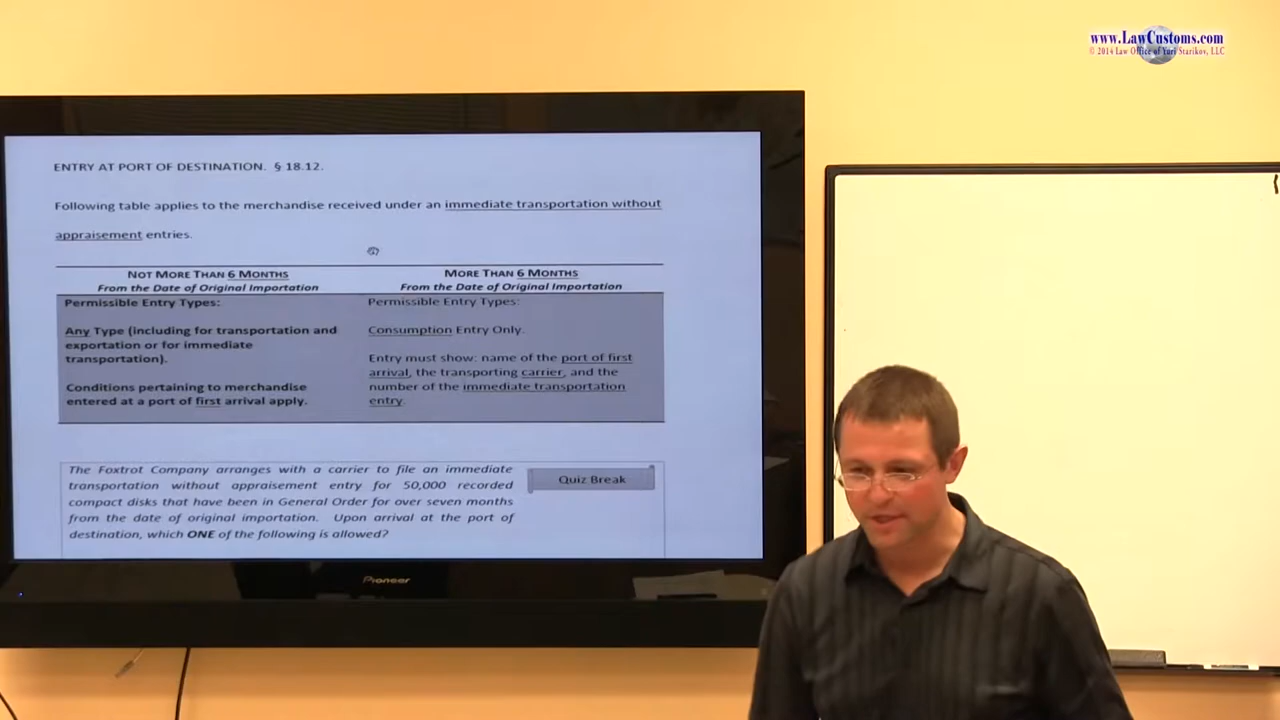 www.LawCustoms.com
© 2014 Law Office of Yuri Starikov, LLC
ENTRY AT PORT OF DESTINATION. § 18.12.
Following table applies to the merchandise received under an immediate transportation without
appraisement entries.
NOT MORE THAN 6 MONTHS
From the Date of Original Importation
Permissible Entry Types:
Any Type (including for transportation and
exportation or for immediate
transportation).
Conditions pertaining to merchandise
entered at a port of first arrival apply.
MORE THAN 6 MONTHS
From the Date of Original Importation
Permissible Entry Types:
Consumption Entry Only.
Entry must show: name of the port of first
arrival, the transporting carrier, and the
number of the immediate transportation
entry.
The Foxtrot Company arranges with a carrier to file an immediate
transportation without appraisement entry for 50,000 recorded
compact disks that have been in General Order for over seven months
from the date of original importation. Upon arrival at the port of
destination, which ONE of the following is allowed?
Quiz Break
Pioneer